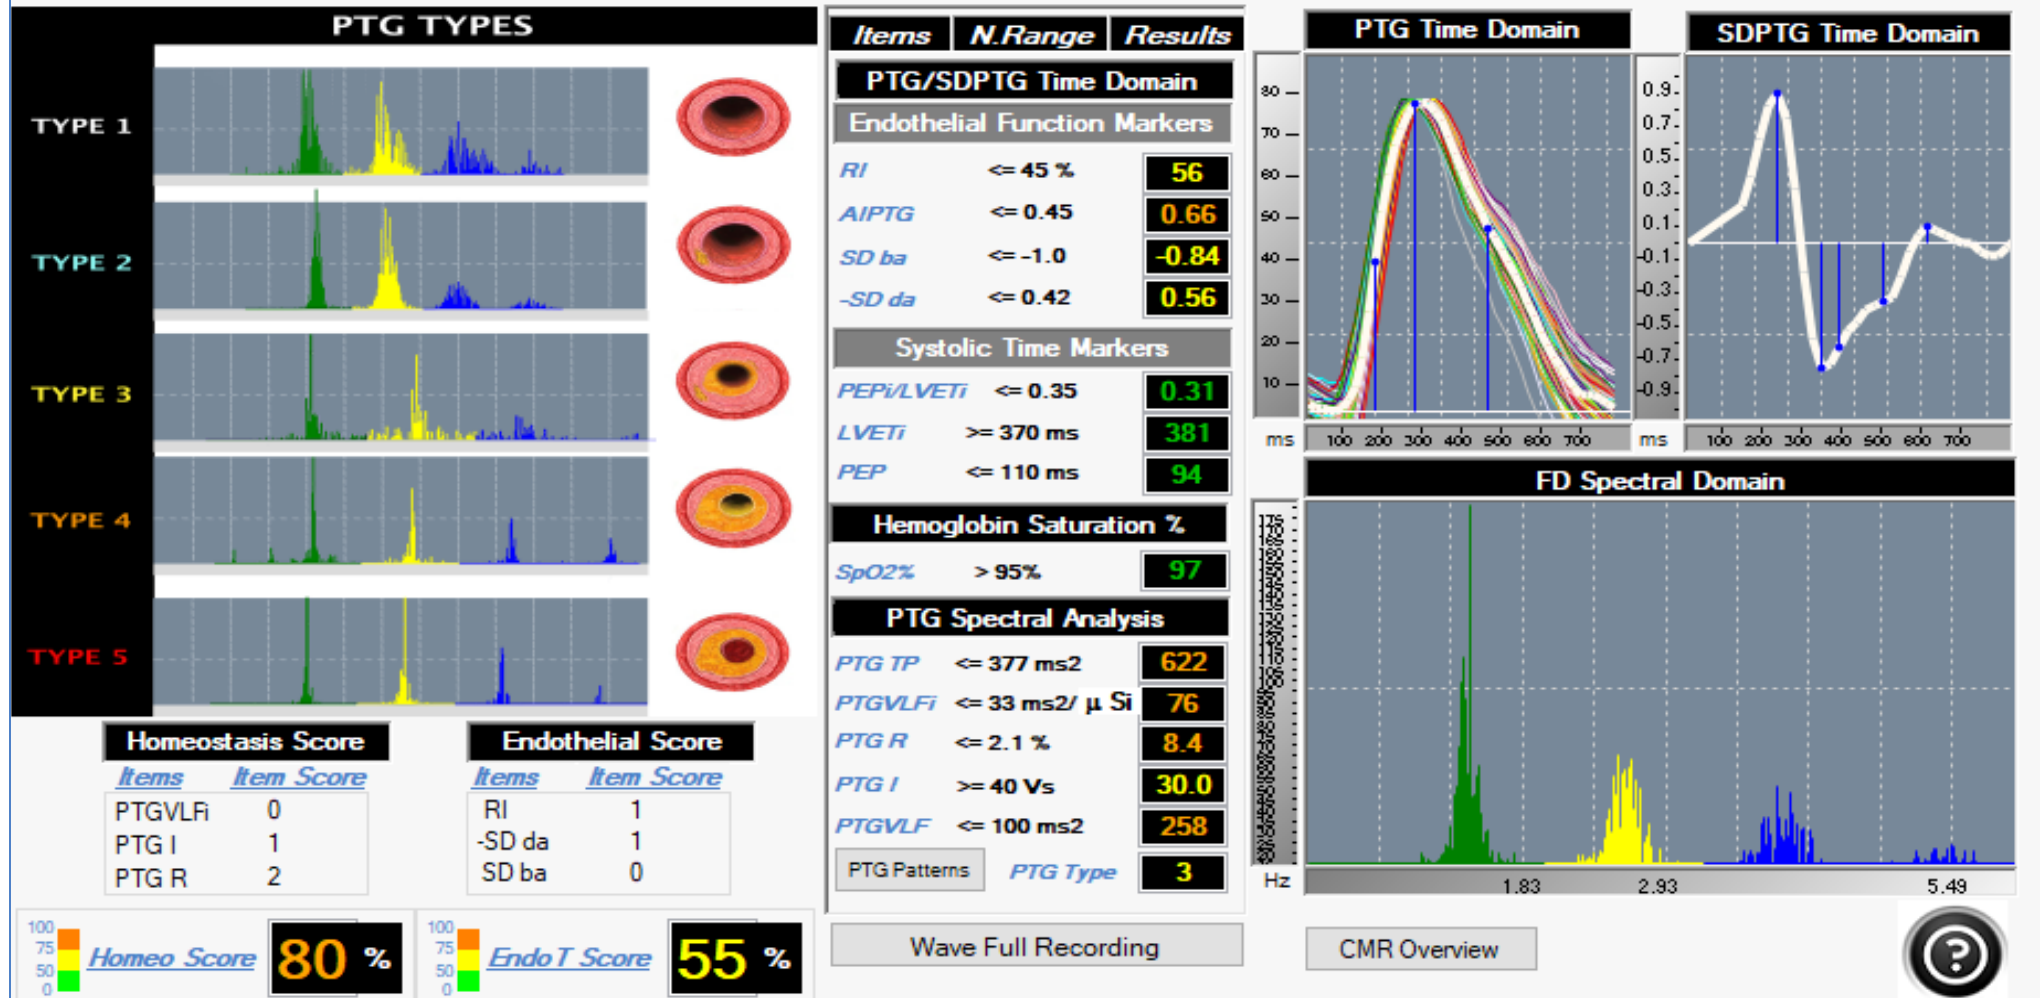 PTG TYPES
TYPE 1
TYPE 2
TYPE 3
TYPE 4
TYPE 5
Homeostasis Score
Items Item Score
PTGVLFi 0
PTG I 1
PTG R 2
Endothelial Score
Items Item Score
RI 1
-SD da 1
SD ba 0
100
75
50
0
Homeo Score 80 %
100
75
50
0
EndoT Score 55 %
Items N.Range Results
PTG/SDPTG Time Domain
Endothelial Function Markers
RI <= 45 % 56
AIPTG <= 0.45 0.66
SD ba <= -1.0 -0.84
-SD da <= 0.42 0.56
Systolic Time Markers
PEPi/LVETi <= 0.35 0.31
LVETi >= 370 ms 381
PEP <= 110 ms 94
Hemoglobin Saturation %
SpO2% > 95% 97
PTG Spectral Analysis
PTG TP <= 377 ms2 622
PTGVLFi <= 33 ms2/ μ Si 76
PTG R <= 2.1 % 8.4
PTG I >= 40 Vs 30.0
PTGVLF <= 100 ms2 258
PTG Patterns PTG Type 3
Wave Full Recording
PTG Time Domain
80
70
60
50
40
30
20
10
ms 100 200 300 400 500 600 700
SDPTG Time Domain
0.9
0.7
0.5
0.3
0.1
-0.1
-0.3
-0.5
-0.7
-0.9
ms 100 200 300 400 500 600 700
FD Spectral Domain
Hz 1.83 2.93 5.49
CMR Overview
?